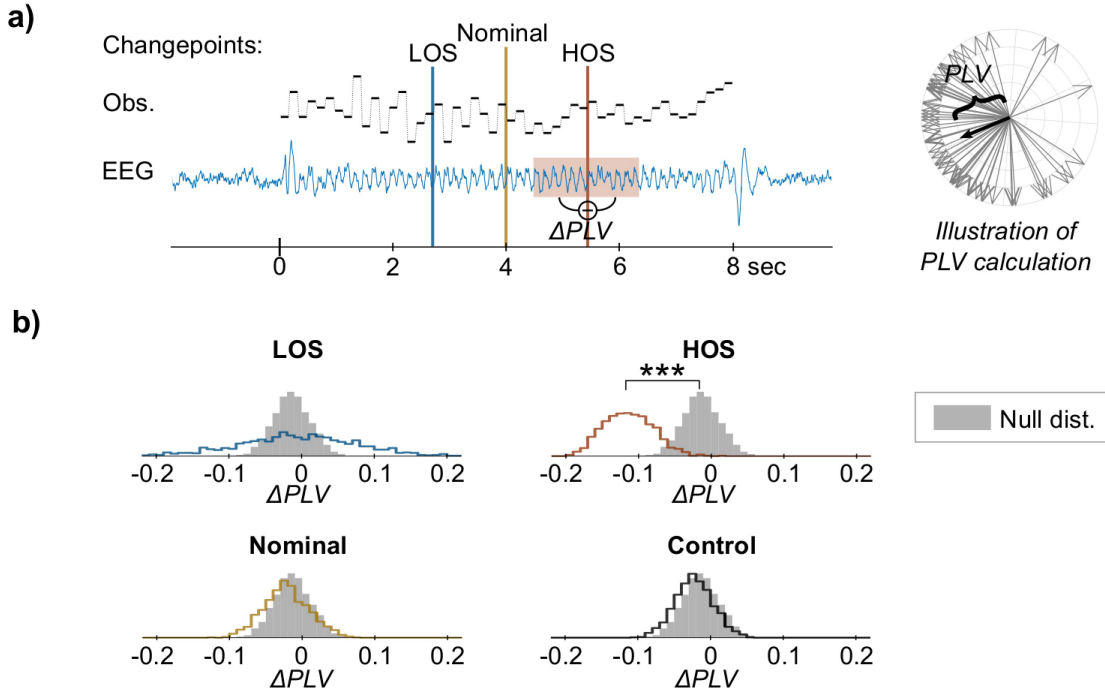 a)
Changepoints:
LOS
Nominal
HOS
Obs.
EEG
ΔPLV
0
2
4
6
8 sec
PLV
Illustration of
PLV calculation
b)
LOS
-0.2
-0.1
0
0.1
0.2
ΔPLV
HOS
***
-0.2
-0.1
0
0.1
0.2
ΔPLV
Null dist.
Nominal
-0.2
-0.1
0
0.1
0.2
ΔPLV
Control
-0.2
-0.1
0
0.1
0.2
ΔPLV